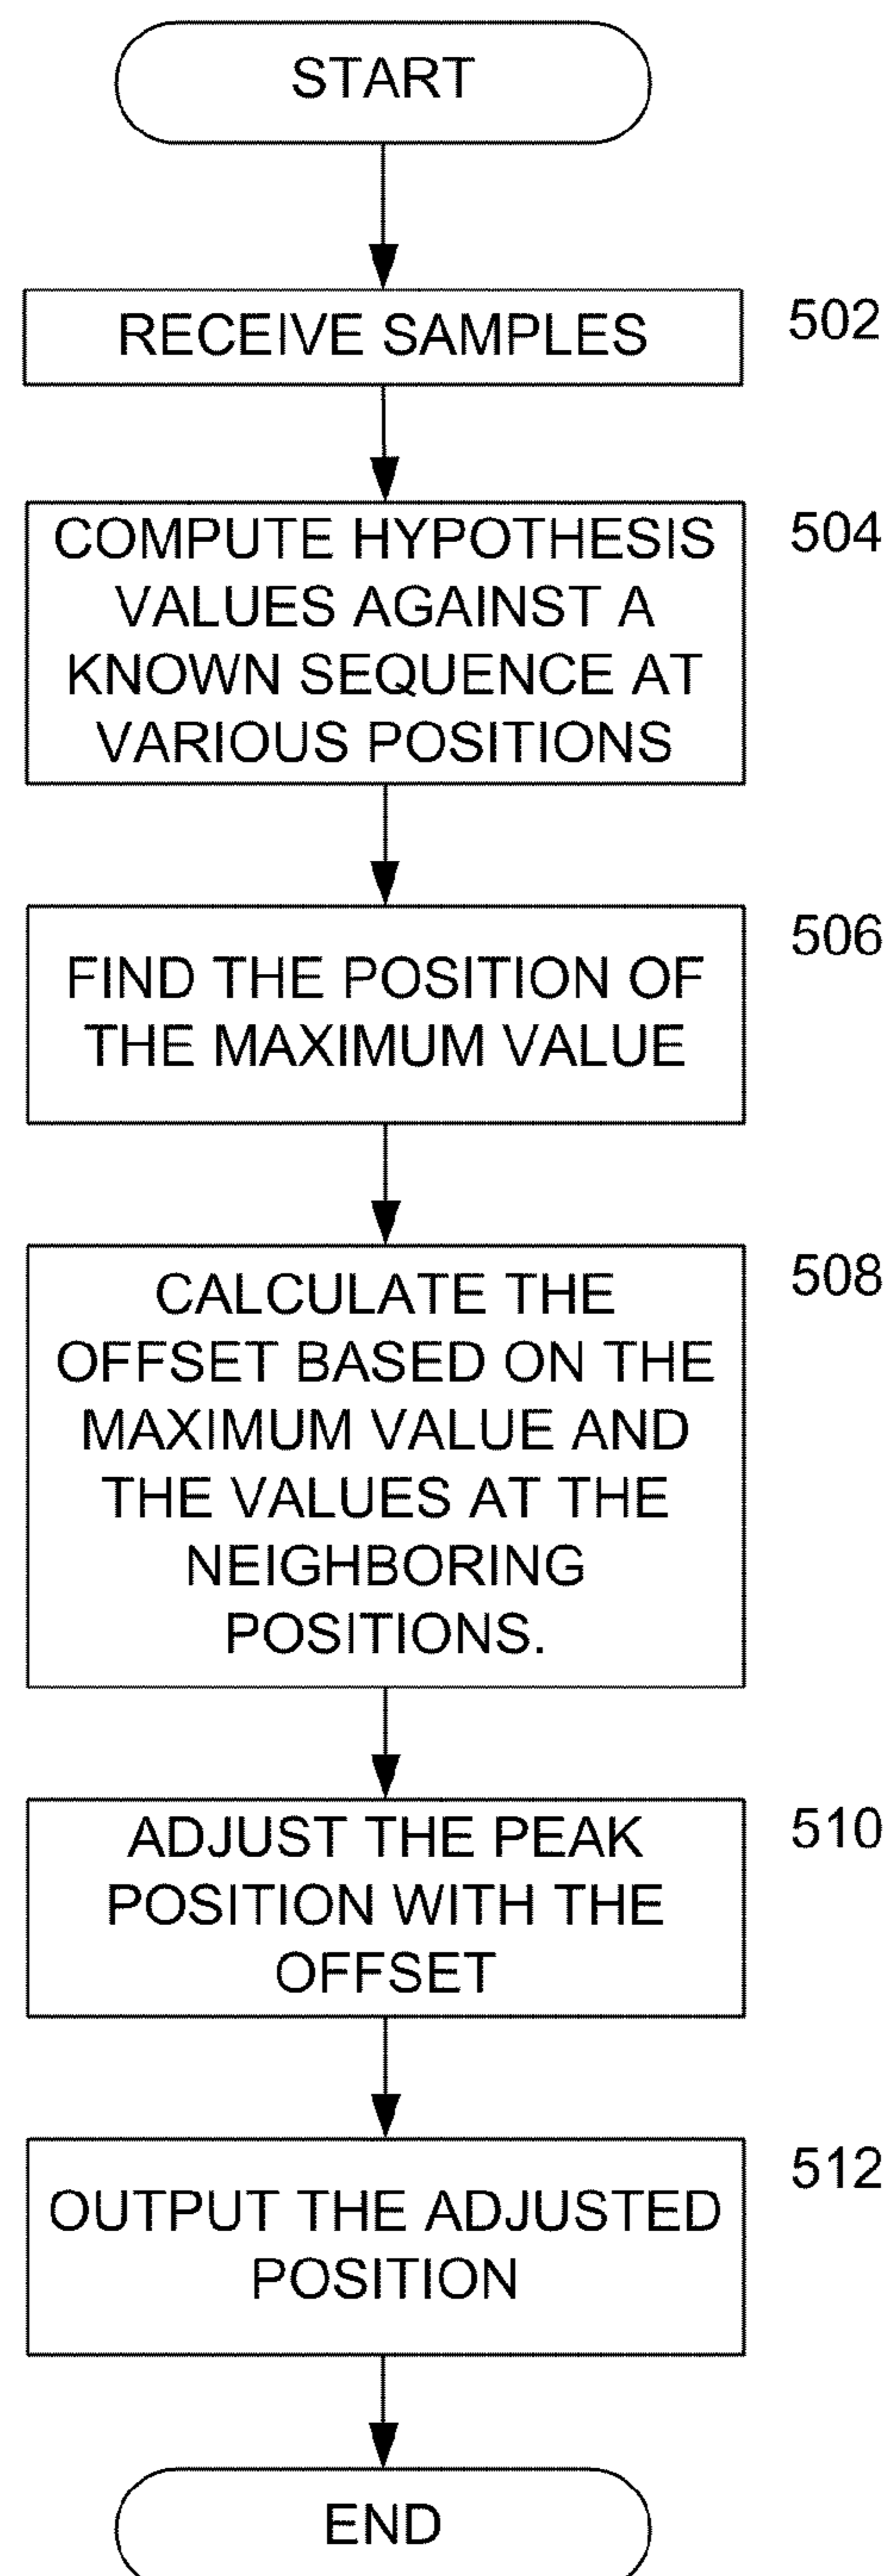 START
RECEIVE SAMPLES
502
COMPUTE HYPOTHESIS
VALUES AGAINST A
KNOWN SEQUENCE AT
VARIOUS POSITIONS
504
FIND THE POSITION OF
THE MAXIMUM VALUE
506
CALCULATE THE
OFFSET BASED ON THE
MAXIMUM VALUE AND
THE VALUES AT THE
NEIGHBORING
POSITIONS.
508
ADJUST THE PEAK
POSITION WITH THE
OFFSET
510
OUTPUT THE ADJUSTED
POSITION
512
END